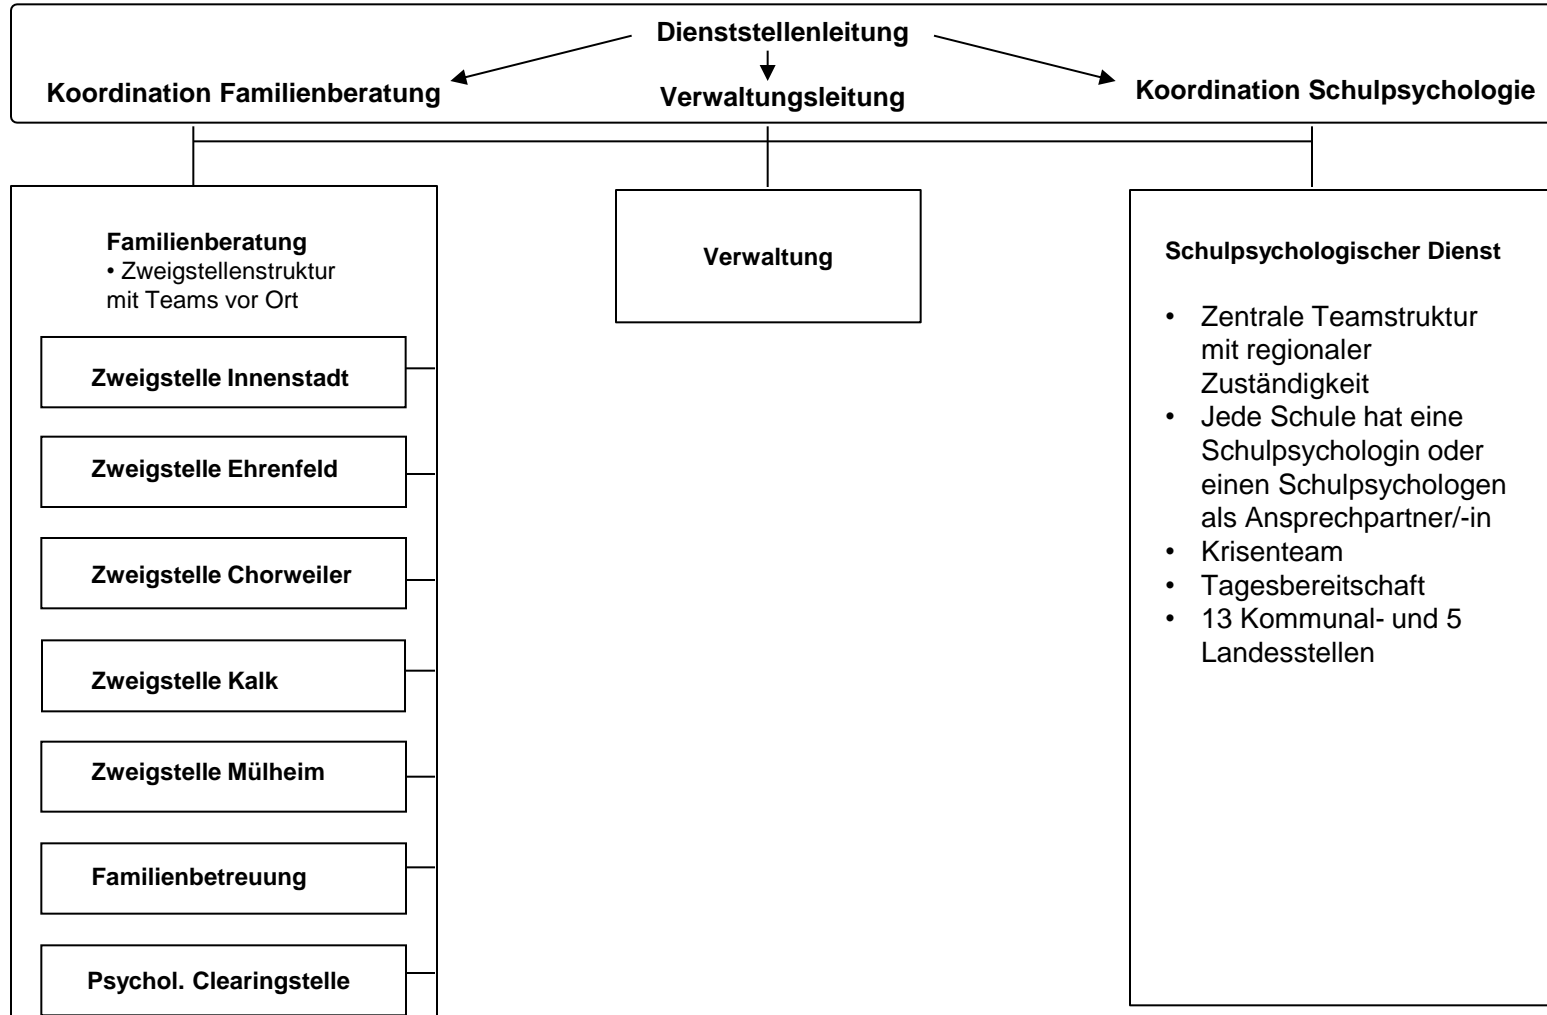 Dienststellenleitung
Koordination Familienberatung
Verwaltungsleitung
Koordination Schulpsychologie
Familienberatung
• Zweigstellenstruktur
mit Teams vor Ort
Zweigstelle Innenstadt
Zweigstelle Ehrenfeld
Zweigstelle Chorweiler
Zweigstelle Kalk
Zweigstelle Mülheim
Familienbetreuung
Psychol. Clearingstelle
Verwaltung
Schulpsychologischer Dienst
• Zentrale Teamstruktur
mit regionaler
Zuständigkeit
• Jede Schule hat eine
Schulpsychologin oder
einen Schulpsychologen
als Ansprechpartner/-in
• Krisenteam
• Tagesbereitschaft
• 13 Kommunal- und 5
Landesstellen